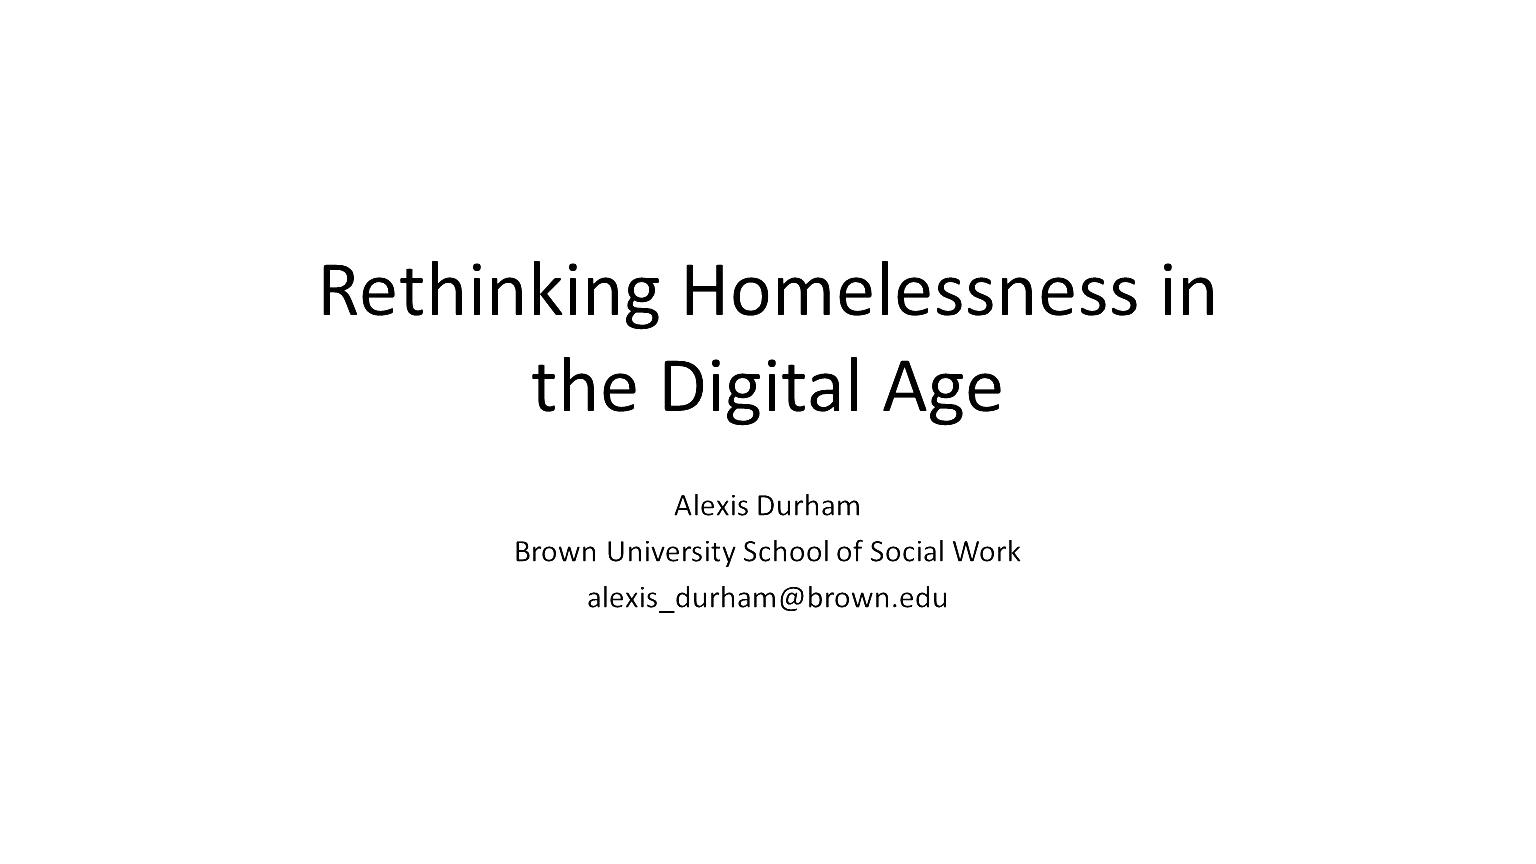 Rethinking Homelessness in
the Digital Age
Alexis Durham
Brown University School of Social Work
alexis_durham@brown.edu